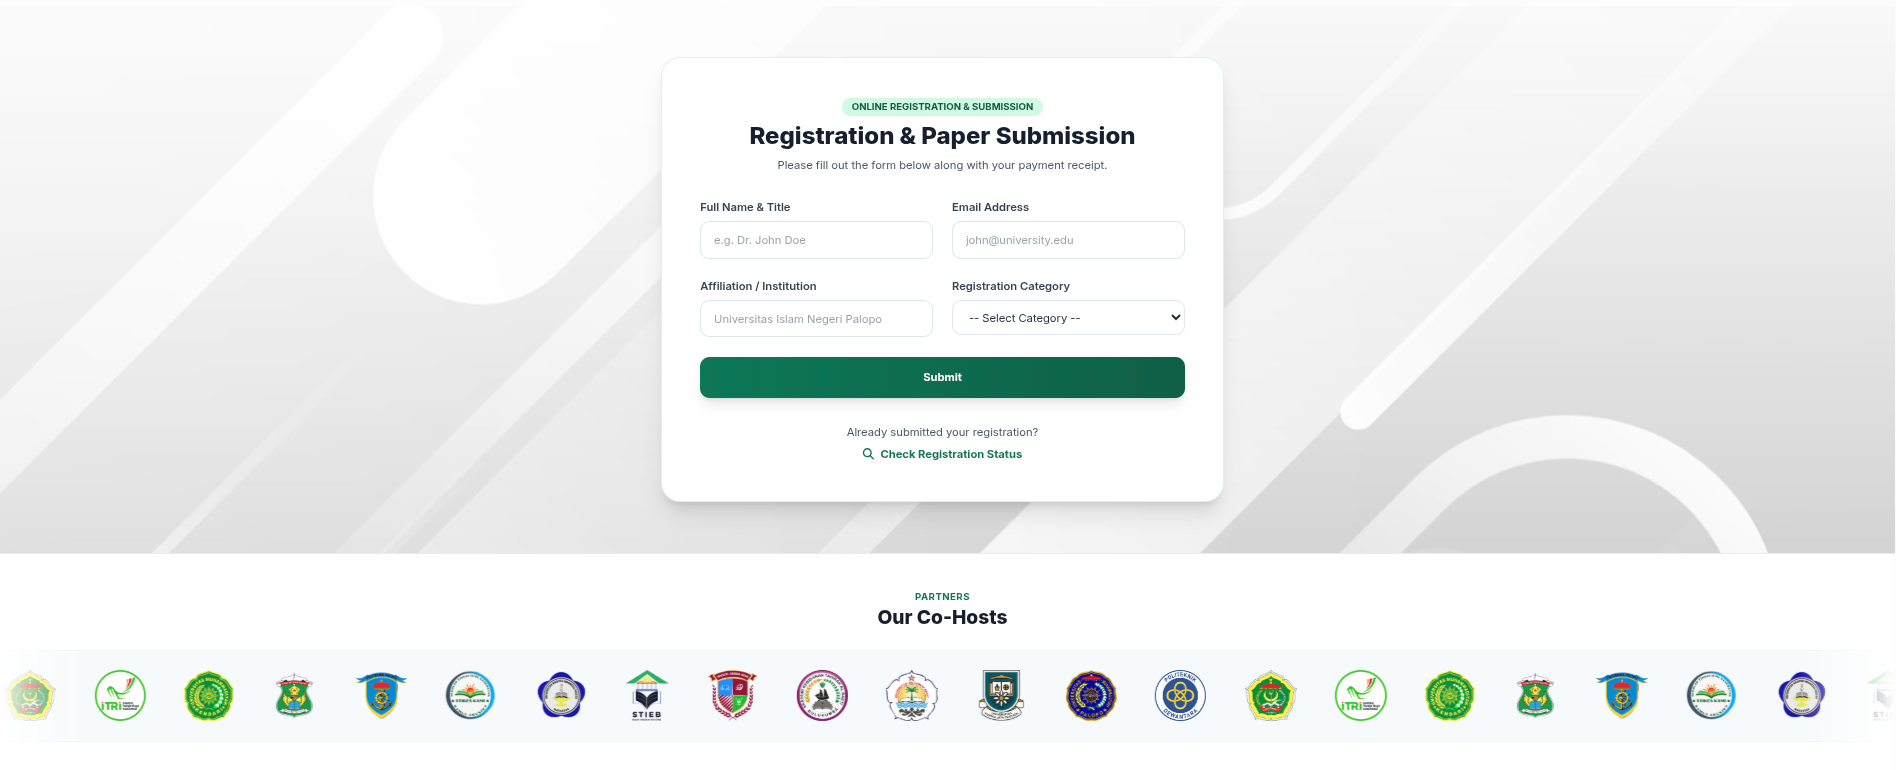 ONLINE REGISTRATION & SUBMISSION
Registration & Paper Submission
Please fill out the form below along with your payment receipt.
Full Name & Title
Email Address
e.g. Dr. John Doe
john@university.edu
Affiliation / Institution
Registration Category
Universitas Islam Negeri Palopo
-- Select Category --
Submit
Already submitted your registration?
Check Registration Status
PARTNERS
Our Co-Hosts
iTRi
STIEB
POLITEKNIK
DEWANTARA
iTRi